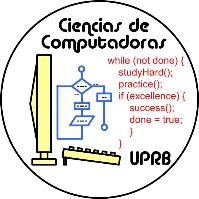 Ciencias de
Computadoras
while (not done) {
studyHard();
practice();
if (excellence) {
success();
done = true;
}
}
UPRB